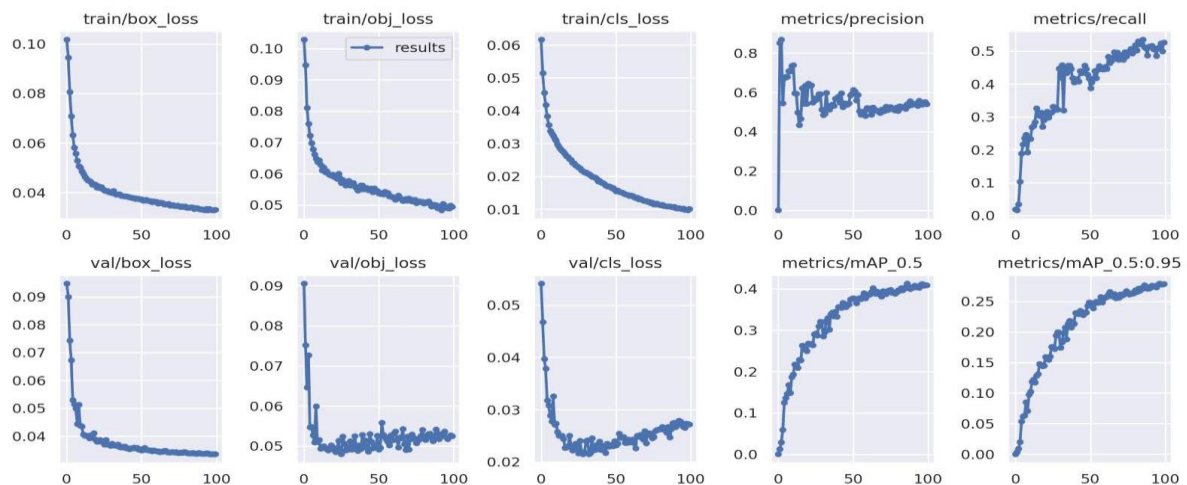 train/box_loss
train/obj_loss
train/cls_loss
metrics/precision
metrics/recall
0.10
0.08
0.06
0.04
0 50 100
results
0.10
0.09
0.08
0.07
0.06
0.05
0 50 100
0.06
0.05
0.04
0.03
0.02
0.01
0 50 100
0.8
0.6
0.4
0.2
0.0
0 50 100
0.5
0.4
0.3
0.2
0.1
0.0
0 50 100
val/box_loss
val/obj_loss
val/cls_loss
metrics/mAP_0.5
metrics/mAP_0.5:0.95
0.09
0.08
0.07
0.06
0.05
0.04
0 50 100
0.09
0.08
0.07
0.06
0.05
0 50 100
0.05
0.04
0.03
0.02
0 50 100
0.4
0.3
0.2
0.1
0.0
0 50 100
0.25
0.20
0.15
0.10
0.05
0.00
0 50 100